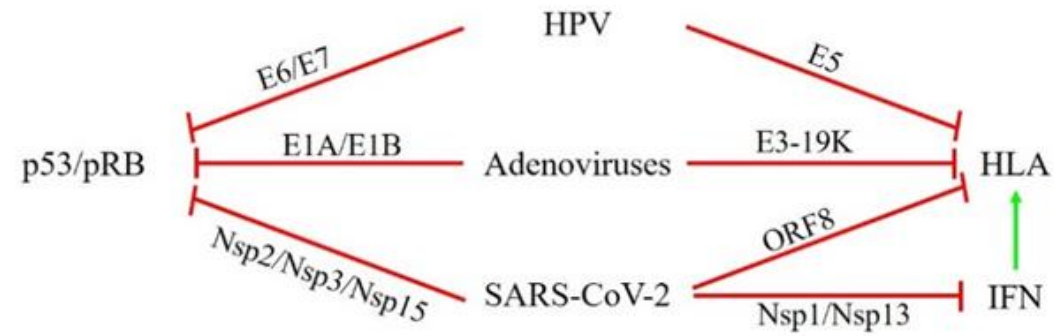 HPV
E6/E7
E5
E1A/E1B
E3-19K
p53/pRB
Adenoviruses
HLA
ORF8
Nsp2/Nsp3/Nsp15
SARS-CoV-2
IFN
Nsp1/Nsp13